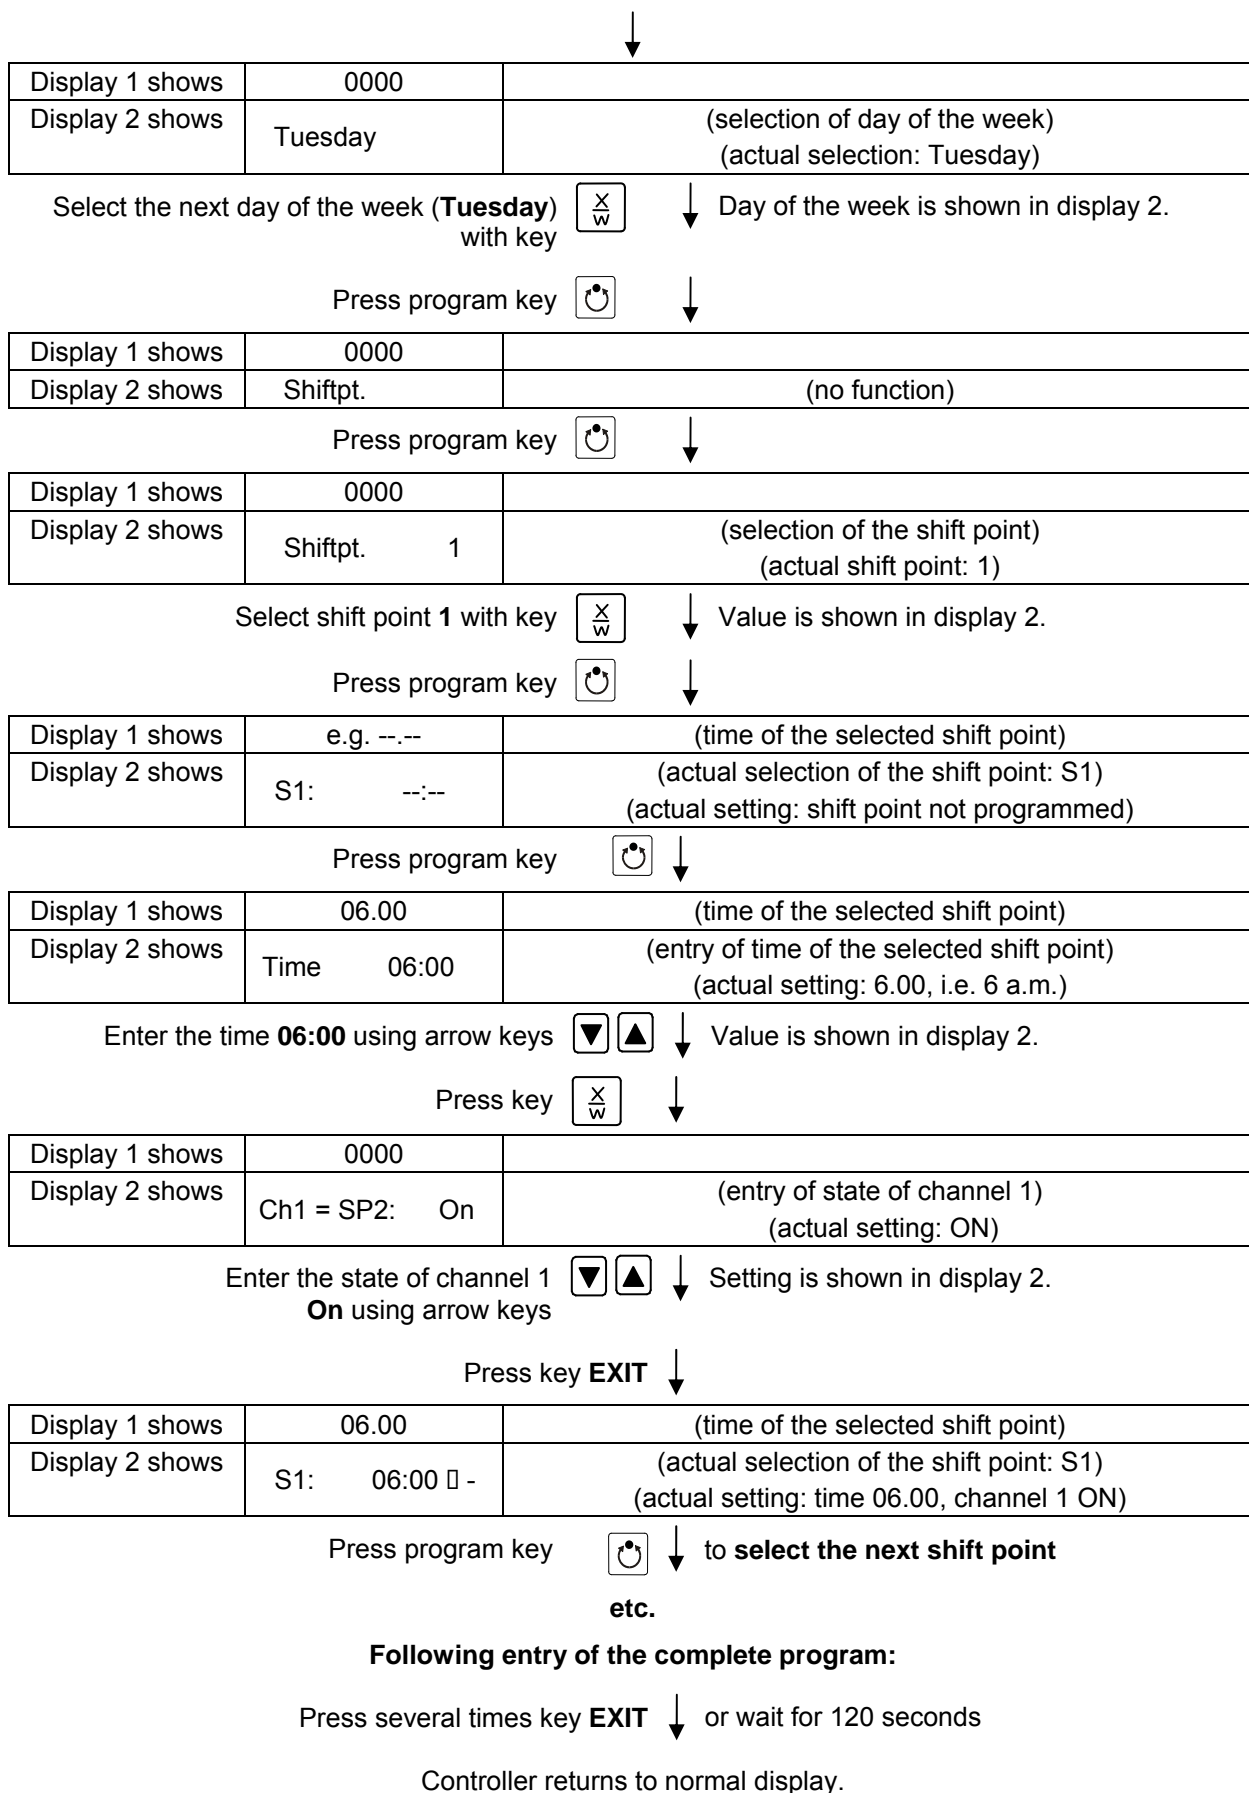 Display 1 shows 0000
Display 2 shows Tuesday (selection of day of the week)
(actual selection: Tuesday)
Select the next day of the week (Tuesday) X W Day of the week is shown in display 2.
with key
Press program key
Display 1 shows 0000
Display 2 shows Shiftpt. (no function)
Press program key
Display 1 shows 0000
Display 2 shows Shiftpt. 1 (selection of the shift point)
(actual shift point: 1)
Select shift point 1 with key X W Value is shown in display 2.
Press program key
Display 1 shows e.g. --.-- (time of the selected shift point)
Display 2 shows S1: --:-- (actual selection of the shift point: S1)
(actual setting: shift point not programmed)
Press program key
Display 1 shows 06.00 (time of the selected shift point)
Display 2 shows Time 06:00 (entry of time of the selected shift point)
(actual setting: 6.00, i.e. 6 a.m.)
Enter the time 06:00 using arrow keys ▼ ▲ Value is shown in display 2.
Press key X W
Display 1 shows 0000
Display 2 shows Ch1 = SP2: On (entry of state of channel 1)
(actual setting: ON)
Enter the state of channel 1 ▼ ▲ Setting is shown in display 2.
On using arrow keys
Press key EXIT
Display 1 shows 06.00 (time of the selected shift point)
Display 2 shows S1: 06:00 ▯ - (actual selection of the shift point: S1)
(actual setting: time 06.00, channel 1 ON)
Press program key to select the next shift point
etc.
Following entry of the complete program:
Press several times key EXIT or wait for 120 seconds
Controller returns to normal display.